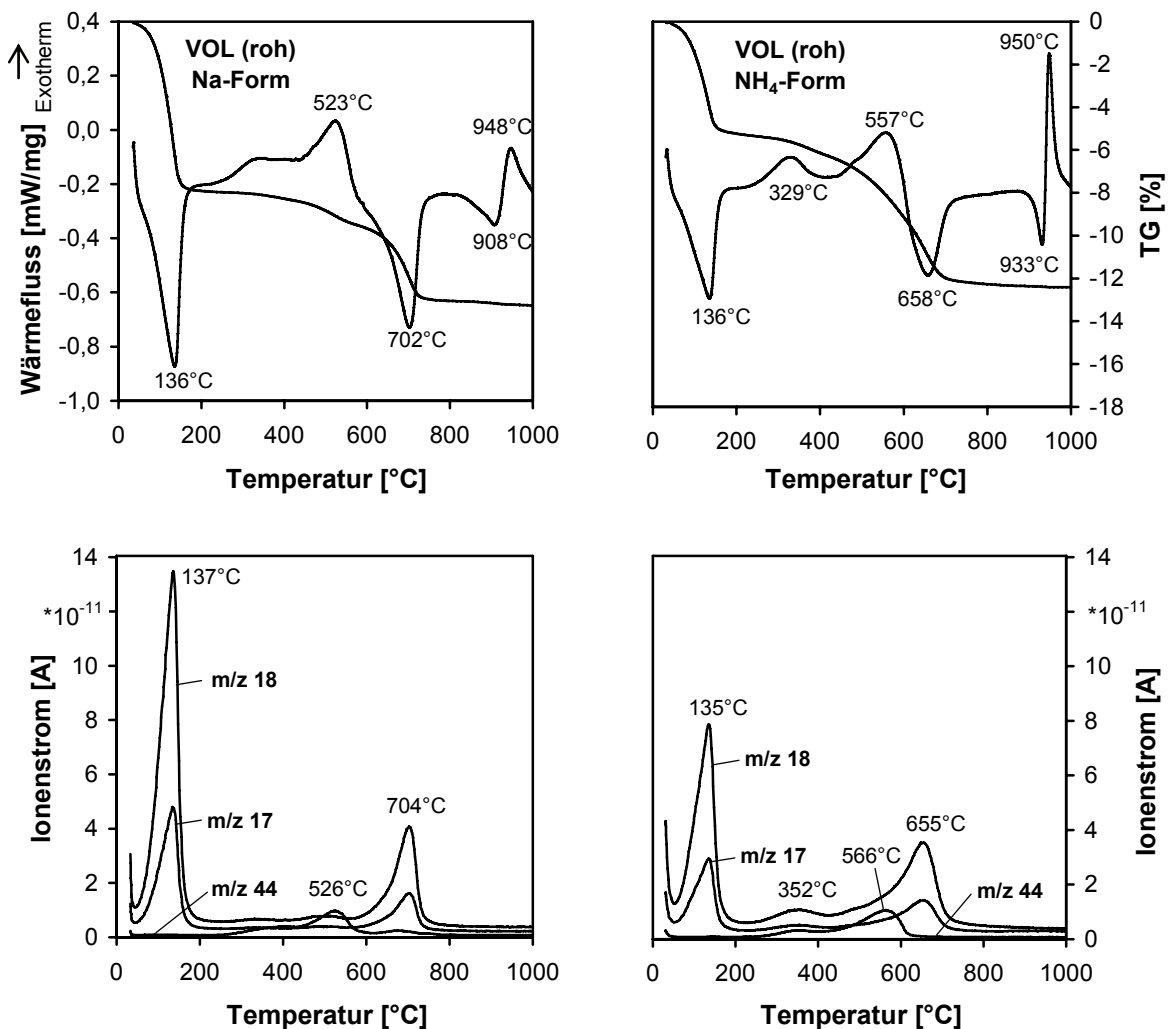 VOL (roh)
Na-Form
Exotherm
Wärmefluss [mW/mg]
0,4
0,2
0,0
-0,2
-0,4
-0,6
-0,8
-1,0
523°C
948°C
908°C
702°C
136°C
0 200 400 600 800 1000
Temperatur [°C]
VOL (roh)
NH₄-Form
950°C
557°C
329°C
933°C
658°C
136°C
0
-2
-4
-6
-8
-10
-12
-14
-16
-18
TG [%]
0 200 400 600 800 1000
Temperatur [°C]
Ionenstrom [A]
14
*10⁻¹¹
10
8
6
4
2
0
137°C
m/z 18
m/z 17
m/z 44
526°C
704°C
0 200 400 600 800 1000
Temperatur [°C]
135°C
m/z 18
m/z 17
352°C
566°C
655°C
m/z 44
14
*10⁻¹¹
10
8
6
4
2
0
Ionenstrom [A]
0 200 400 600 800 1000
Temperatur [°C]